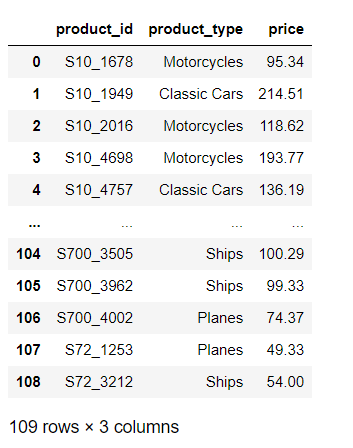 product_id product_type price
0 S10_1678 Motorcycles 95.34
1 S10_1949 Classic Cars 214.51
2 S10_2016 Motorcycles 118.62
3 S10_4698 Motorcycles 193.77
4 S10_4757 Classic Cars 136.19
... ... ... ...
104 S700_3505 Ships 100.29
105 S700_3962 Ships 99.33
106 S700_4002 Planes 74.37
107 S72_1253 Planes 49.33
108 S72_3212 Ships 54.00
109 rows × 3 columns